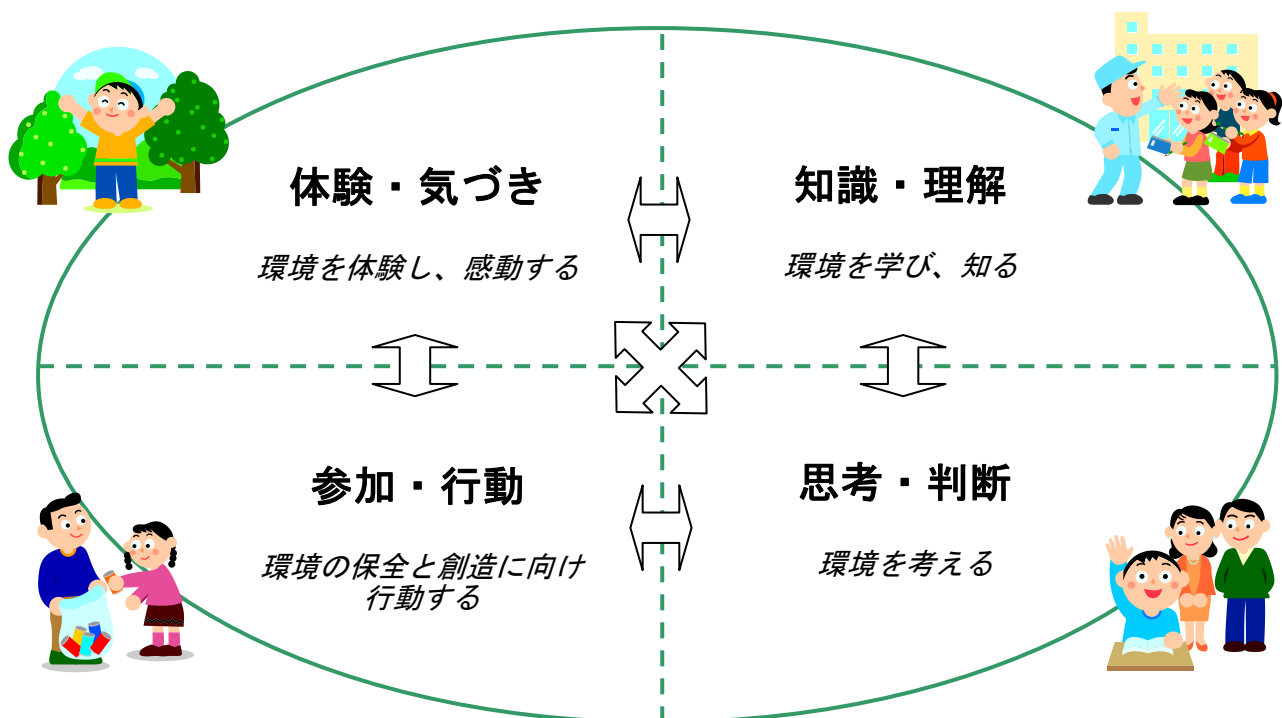 体験・気づき
環境を体験し、感動する
知識・理解
環境を学び、知る
参加・行動
環境の保全と創造に向け
行動する
思考・判断
環境を考える